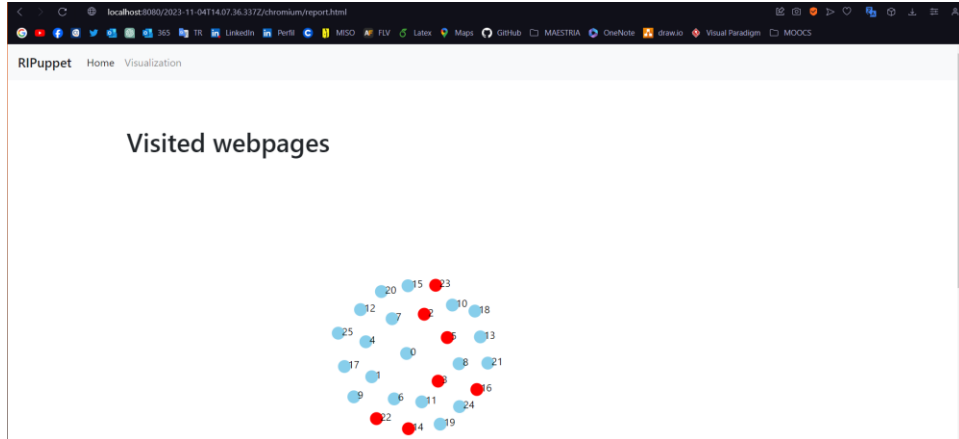 localhost:8080/2023-11-04T14.07.36.337Z/chromium/report.html
365 TR LinkedIn Perfil MISO FLV Latex Maps GitHub MAESTRIA OneNote draw.io Visual Paradigm MOOCS
RIPuppet Home Visualization
Visited webpages
20 15 23
12 7 2 10 18
25 4 5 13
0
17 1 8 21
3 16
9 6 11 24
22 14 19